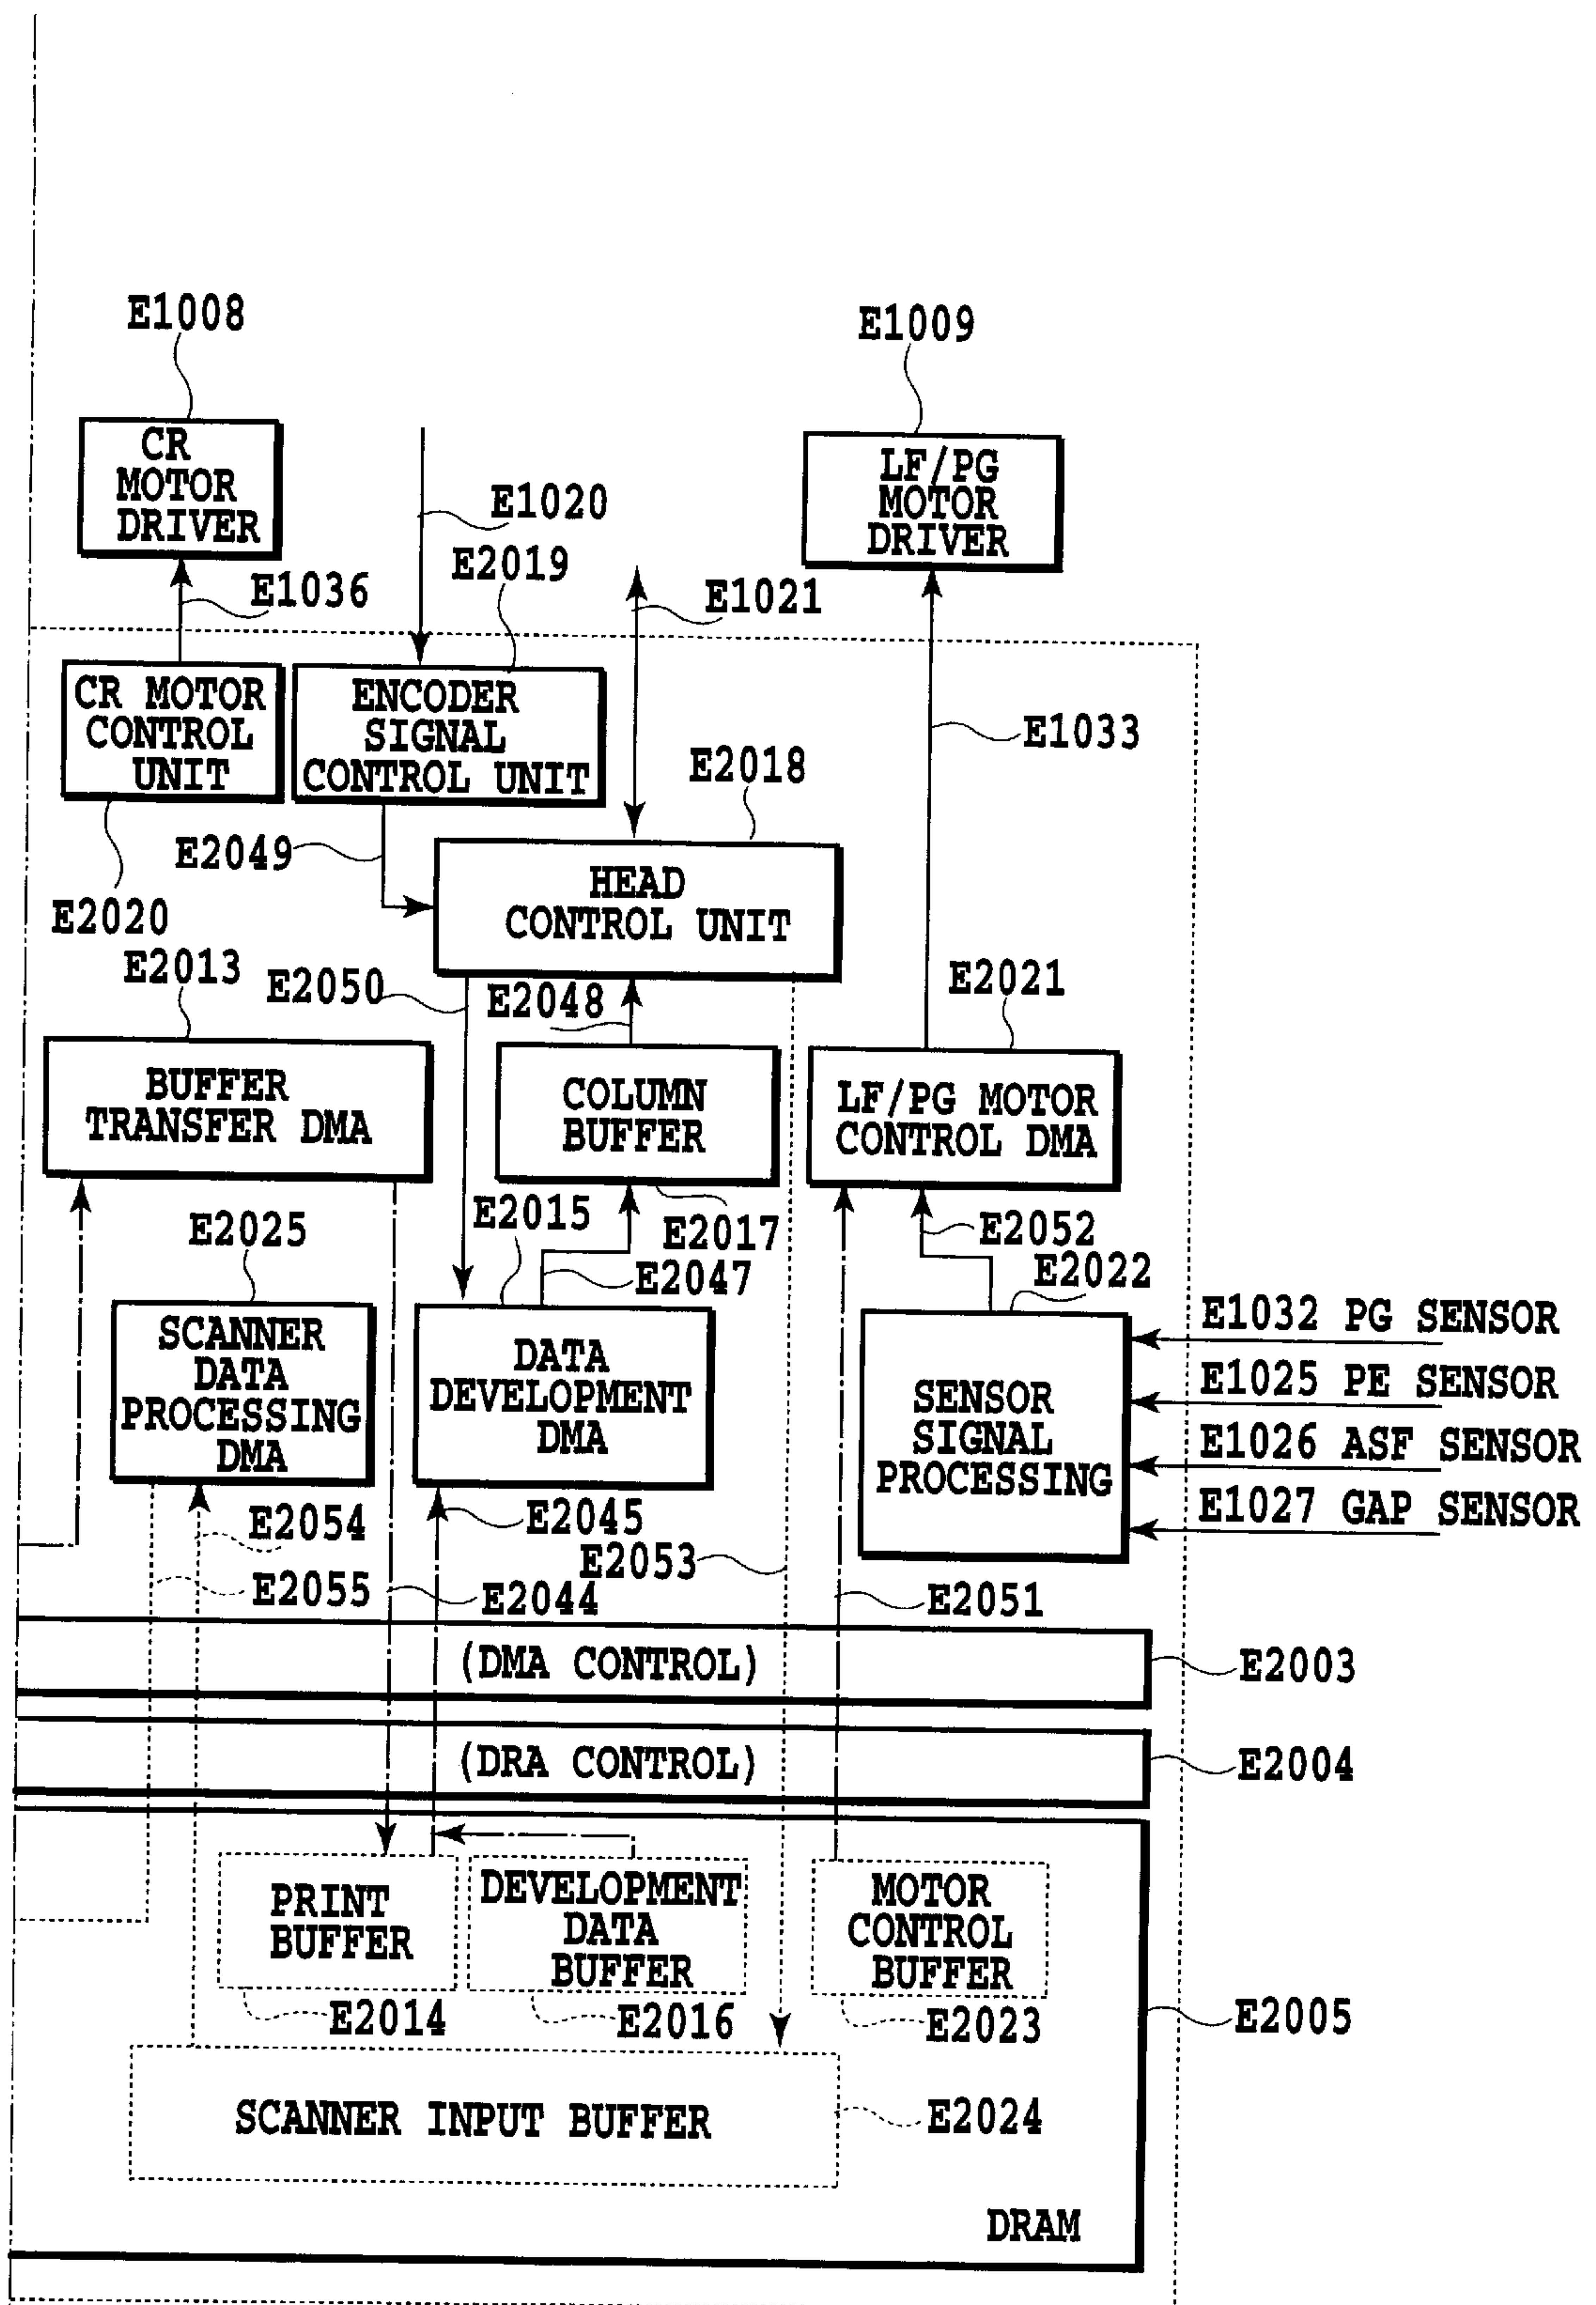 E1008
E1009
CR
MOTOR
DRIVER
LF/PG
MOTOR
DRIVER
E1020
E2019
E1036
E1021
CR MOTOR
CONTROL
UNIT
ENCODER
SIGNAL
CONTROL UNIT
E1033
E2018
E2049
HEAD
CONTROL UNIT
E2020
E2013
E2050
E2048
E2021
BUFFER
TRANSFER DMA
COLUMN
BUFFER
LF/PG MOTOR
CONTROL DMA
E2025
E2015
E2017
E2052
E2047
E2022
SCANNER
DATA
PROCESSING
DMA
DATA
DEVELOPMENT
DMA
SENSOR
SIGNAL
PROCESSING
E1032 PG SENSOR
E1025 PE SENSOR
E1026 ASF SENSOR
E1027 GAP SENSOR
E2054
E2045
E2053
E2055
E2044
E2051
(DMA CONTROL)
E2003
(DRA CONTROL)
E2004
PRINT
BUFFER
DEVELOPMENT
DATA
BUFFER
MOTOR
CONTROL
BUFFER
E2014
E2016
E2023
E2005
SCANNER INPUT BUFFER
E2024
DRAM